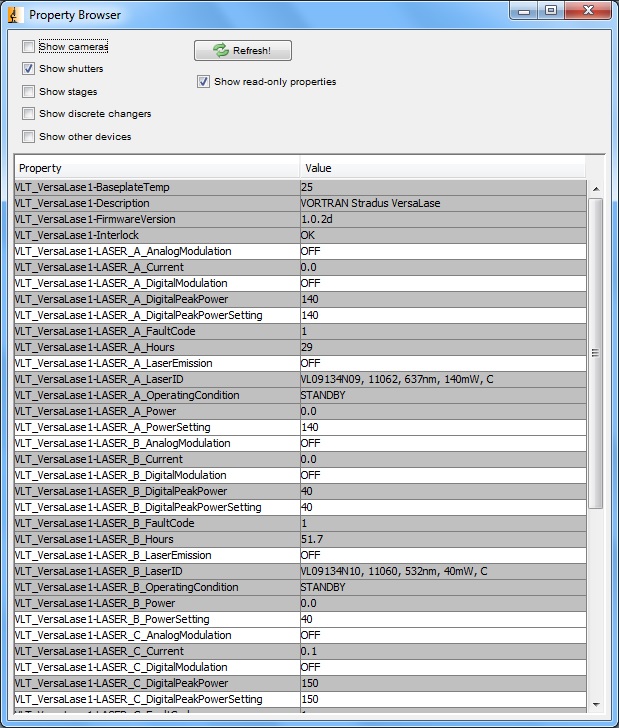 Property Browser
Show cameras
Refresh!
Show shutters
Show read-only properties
Show stages
Show discrete changers
Show other devices
Property Value
VLT_VersaLase1-BaseplateTemp 25
VLT_VersaLase1-Description VORTRAN Stradus VersaLase
VLT_VersaLase1-FirmwareVersion 1.0.2d
VLT_VersaLase1-Interlock OK
VLT_VersaLase1-LASER_A_AnalogModulation OFF
VLT_VersaLase1-LASER_A_Current 0.0
VLT_VersaLase1-LASER_A_DigitalModulation OFF
VLT_VersaLase1-LASER_A_DigitalPeakPower 140
VLT_VersaLase1-LASER_A_DigitalPeakPowerSetting 140
VLT_VersaLase1-LASER_A_FaultCode 1
VLT_VersaLase1-LASER_A_Hours 29
VLT_VersaLase1-LASER_A_LaserEmission OFF
VLT_VersaLase1-LASER_A_LaserID VL09134N09, 11062, 637nm, 140mW, C
VLT_VersaLase1-LASER_A_OperatingCondition STANDBY
VLT_VersaLase1-LASER_A_Power 0.0
VLT_VersaLase1-LASER_A_PowerSetting 140
VLT_VersaLase1-LASER_B_AnalogModulation OFF
VLT_VersaLase1-LASER_B_Current 0.0
VLT_VersaLase1-LASER_B_DigitalModulation OFF
VLT_VersaLase1-LASER_B_DigitalPeakPower 40
VLT_VersaLase1-LASER_B_DigitalPeakPowerSetting 40
VLT_VersaLase1-LASER_B_FaultCode 1
VLT_VersaLase1-LASER_B_Hours 51.7
VLT_VersaLase1-LASER_B_LaserEmission OFF
VLT_VersaLase1-LASER_B_LaserID VL09134N10, 11060, 532nm, 40mW, C
VLT_VersaLase1-LASER_B_OperatingCondition STANDBY
VLT_VersaLase1-LASER_B_Power 0.0
VLT_VersaLase1-LASER_B_PowerSetting 40
VLT_VersaLase1-LASER_C_AnalogModulation OFF
VLT_VersaLase1-LASER_C_Current 0.1
VLT_VersaLase1-LASER_C_DigitalModulation OFF
VLT_VersaLase1-LASER_C_DigitalPeakPower 150
VLT_VersaLase1-LASER_C_DigitalPeakPowerSetting 150